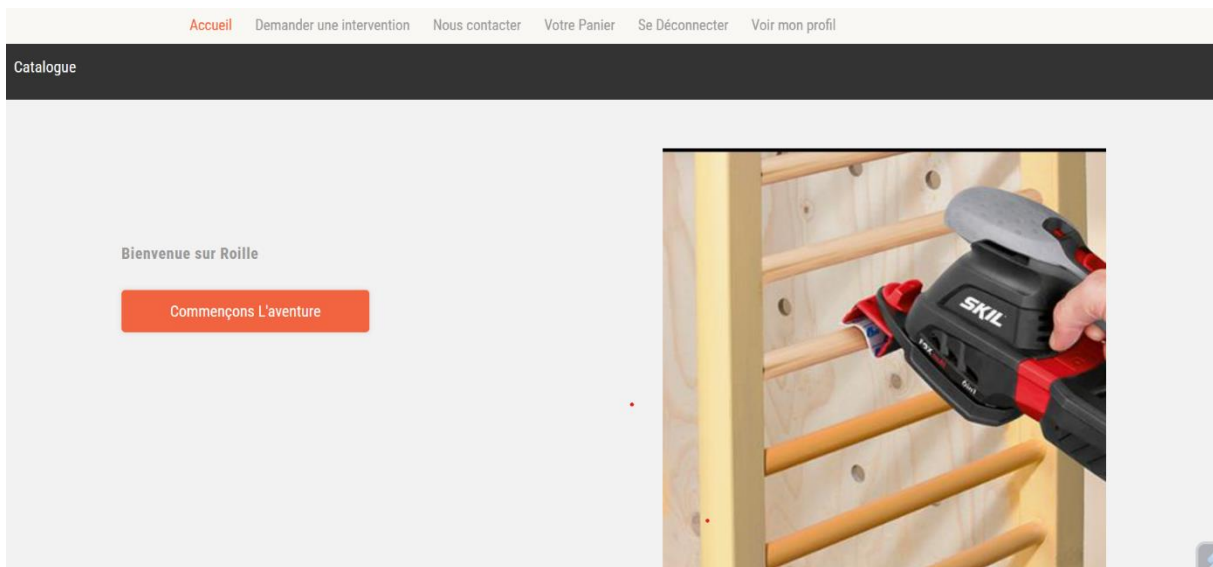 Accueil Demander une intervention Nous contacter Votre Panier Se Déconnecter Voir mon profil
Catalogue
Bienvenue sur Roille
Commençons L'aventure
SKIL